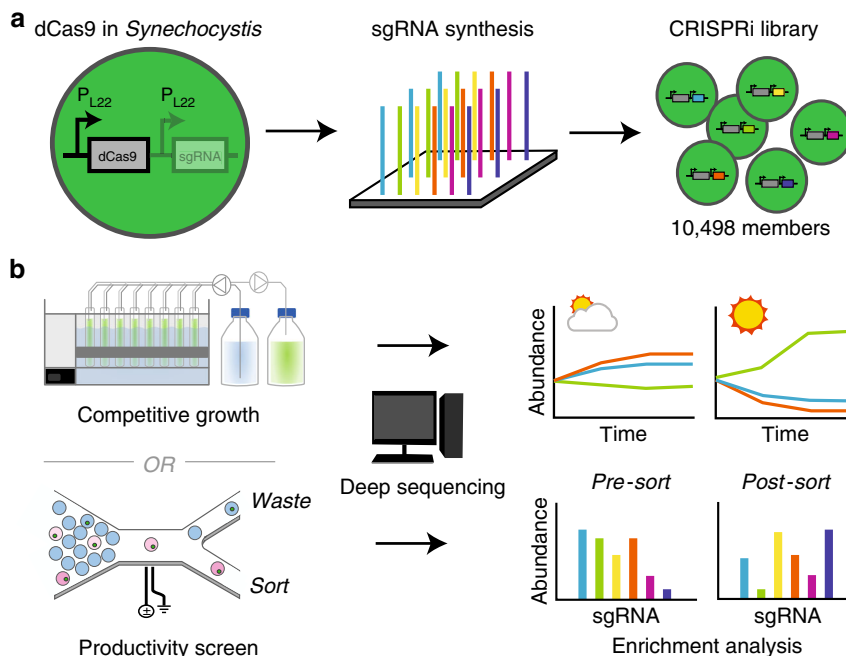 a
dCas9 in Synechocystis
sgRNA synthesis
CRISPRi library
PL22
PL22
dCas9
sgRNA
10,498 members
b
Competitive growth
OR
Waste
Sort
Productivity screen
Deep sequencing
Abundance
Time
Time
Pre-sort
Post-sort
Abundance
sgRNA
sgRNA
Enrichment analysis